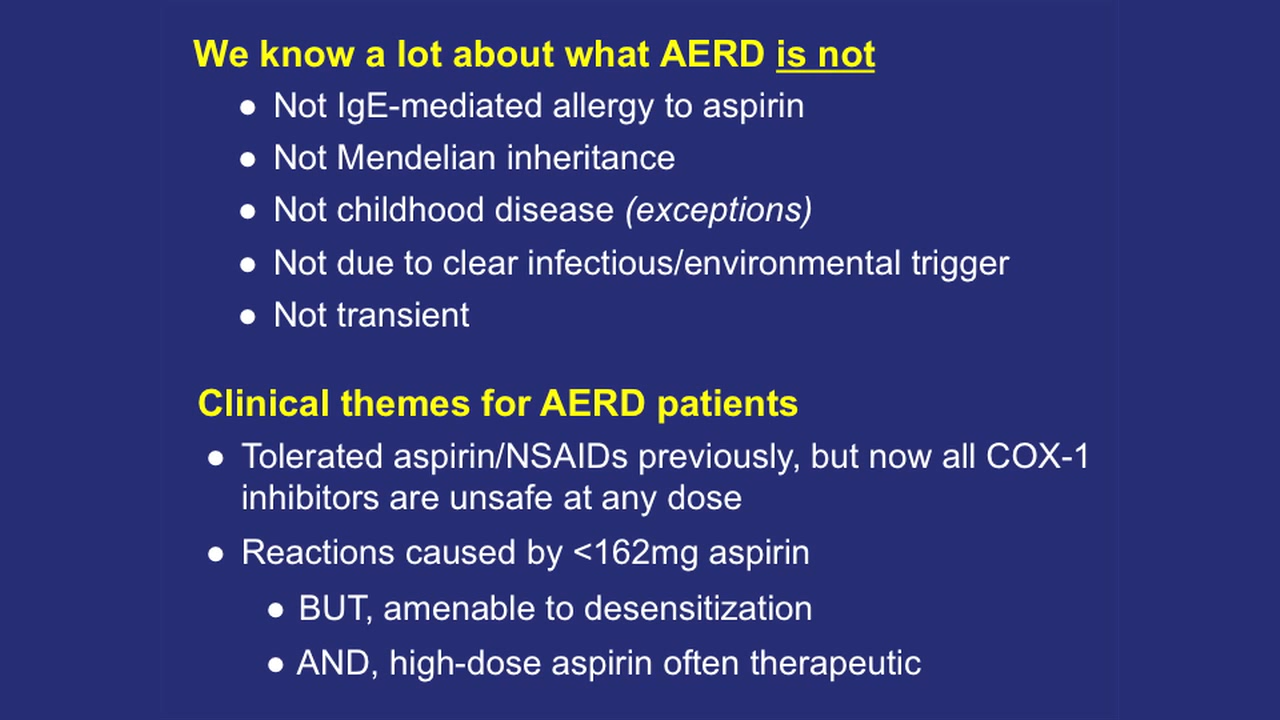 We know a lot about what AERD is not
● Not IgE-mediated allergy to aspirin
● Not Mendelian inheritance
● Not childhood disease (exceptions)
● Not due to clear infectious/environmental trigger
● Not transient
Clinical themes for AERD patients
● Tolerated aspirin/NSAIDs previously, but now all COX-1
inhibitors are unsafe at any dose
● Reactions caused by <162mg aspirin
● BUT, amenable to desensitization
● AND, high-dose aspirin often therapeutic